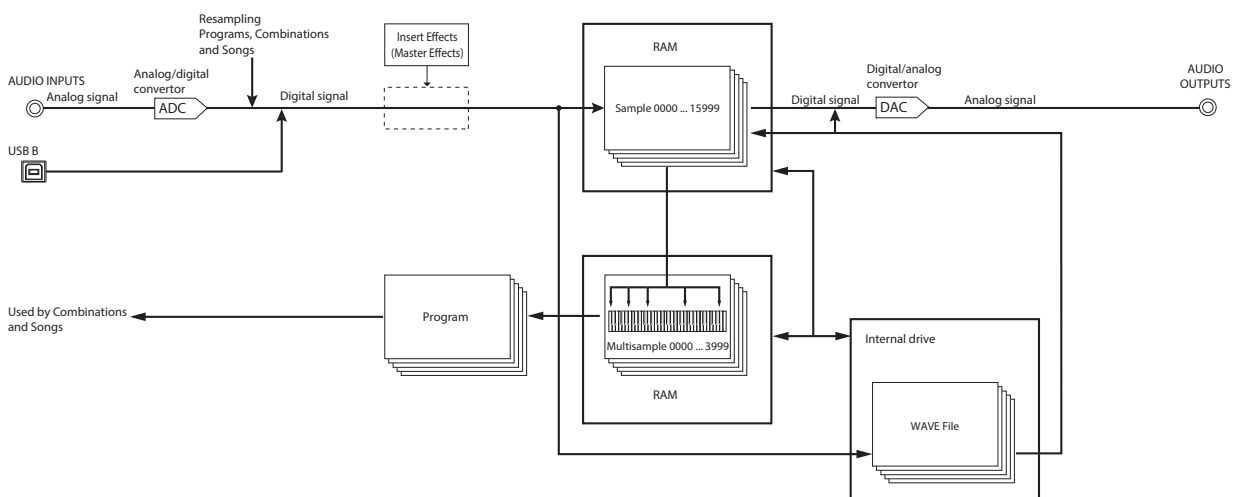 Resampling
Programs, Combinations
and Songs
Insert Effects
(Master Effects)
RAM
AUDIO INPUTS
Analog signal
Analog/digital
convertor
ADC
Digital signal
Sample 0000 ... 15999
Digital signal
Digital/analog
convertor
DAC
Analog signal
AUDIO
OUTPUTS
USB B
Used by Combinations
and Songs
Program
Multisample 0000 ... 3999
RAM
Internal drive
WAVE File